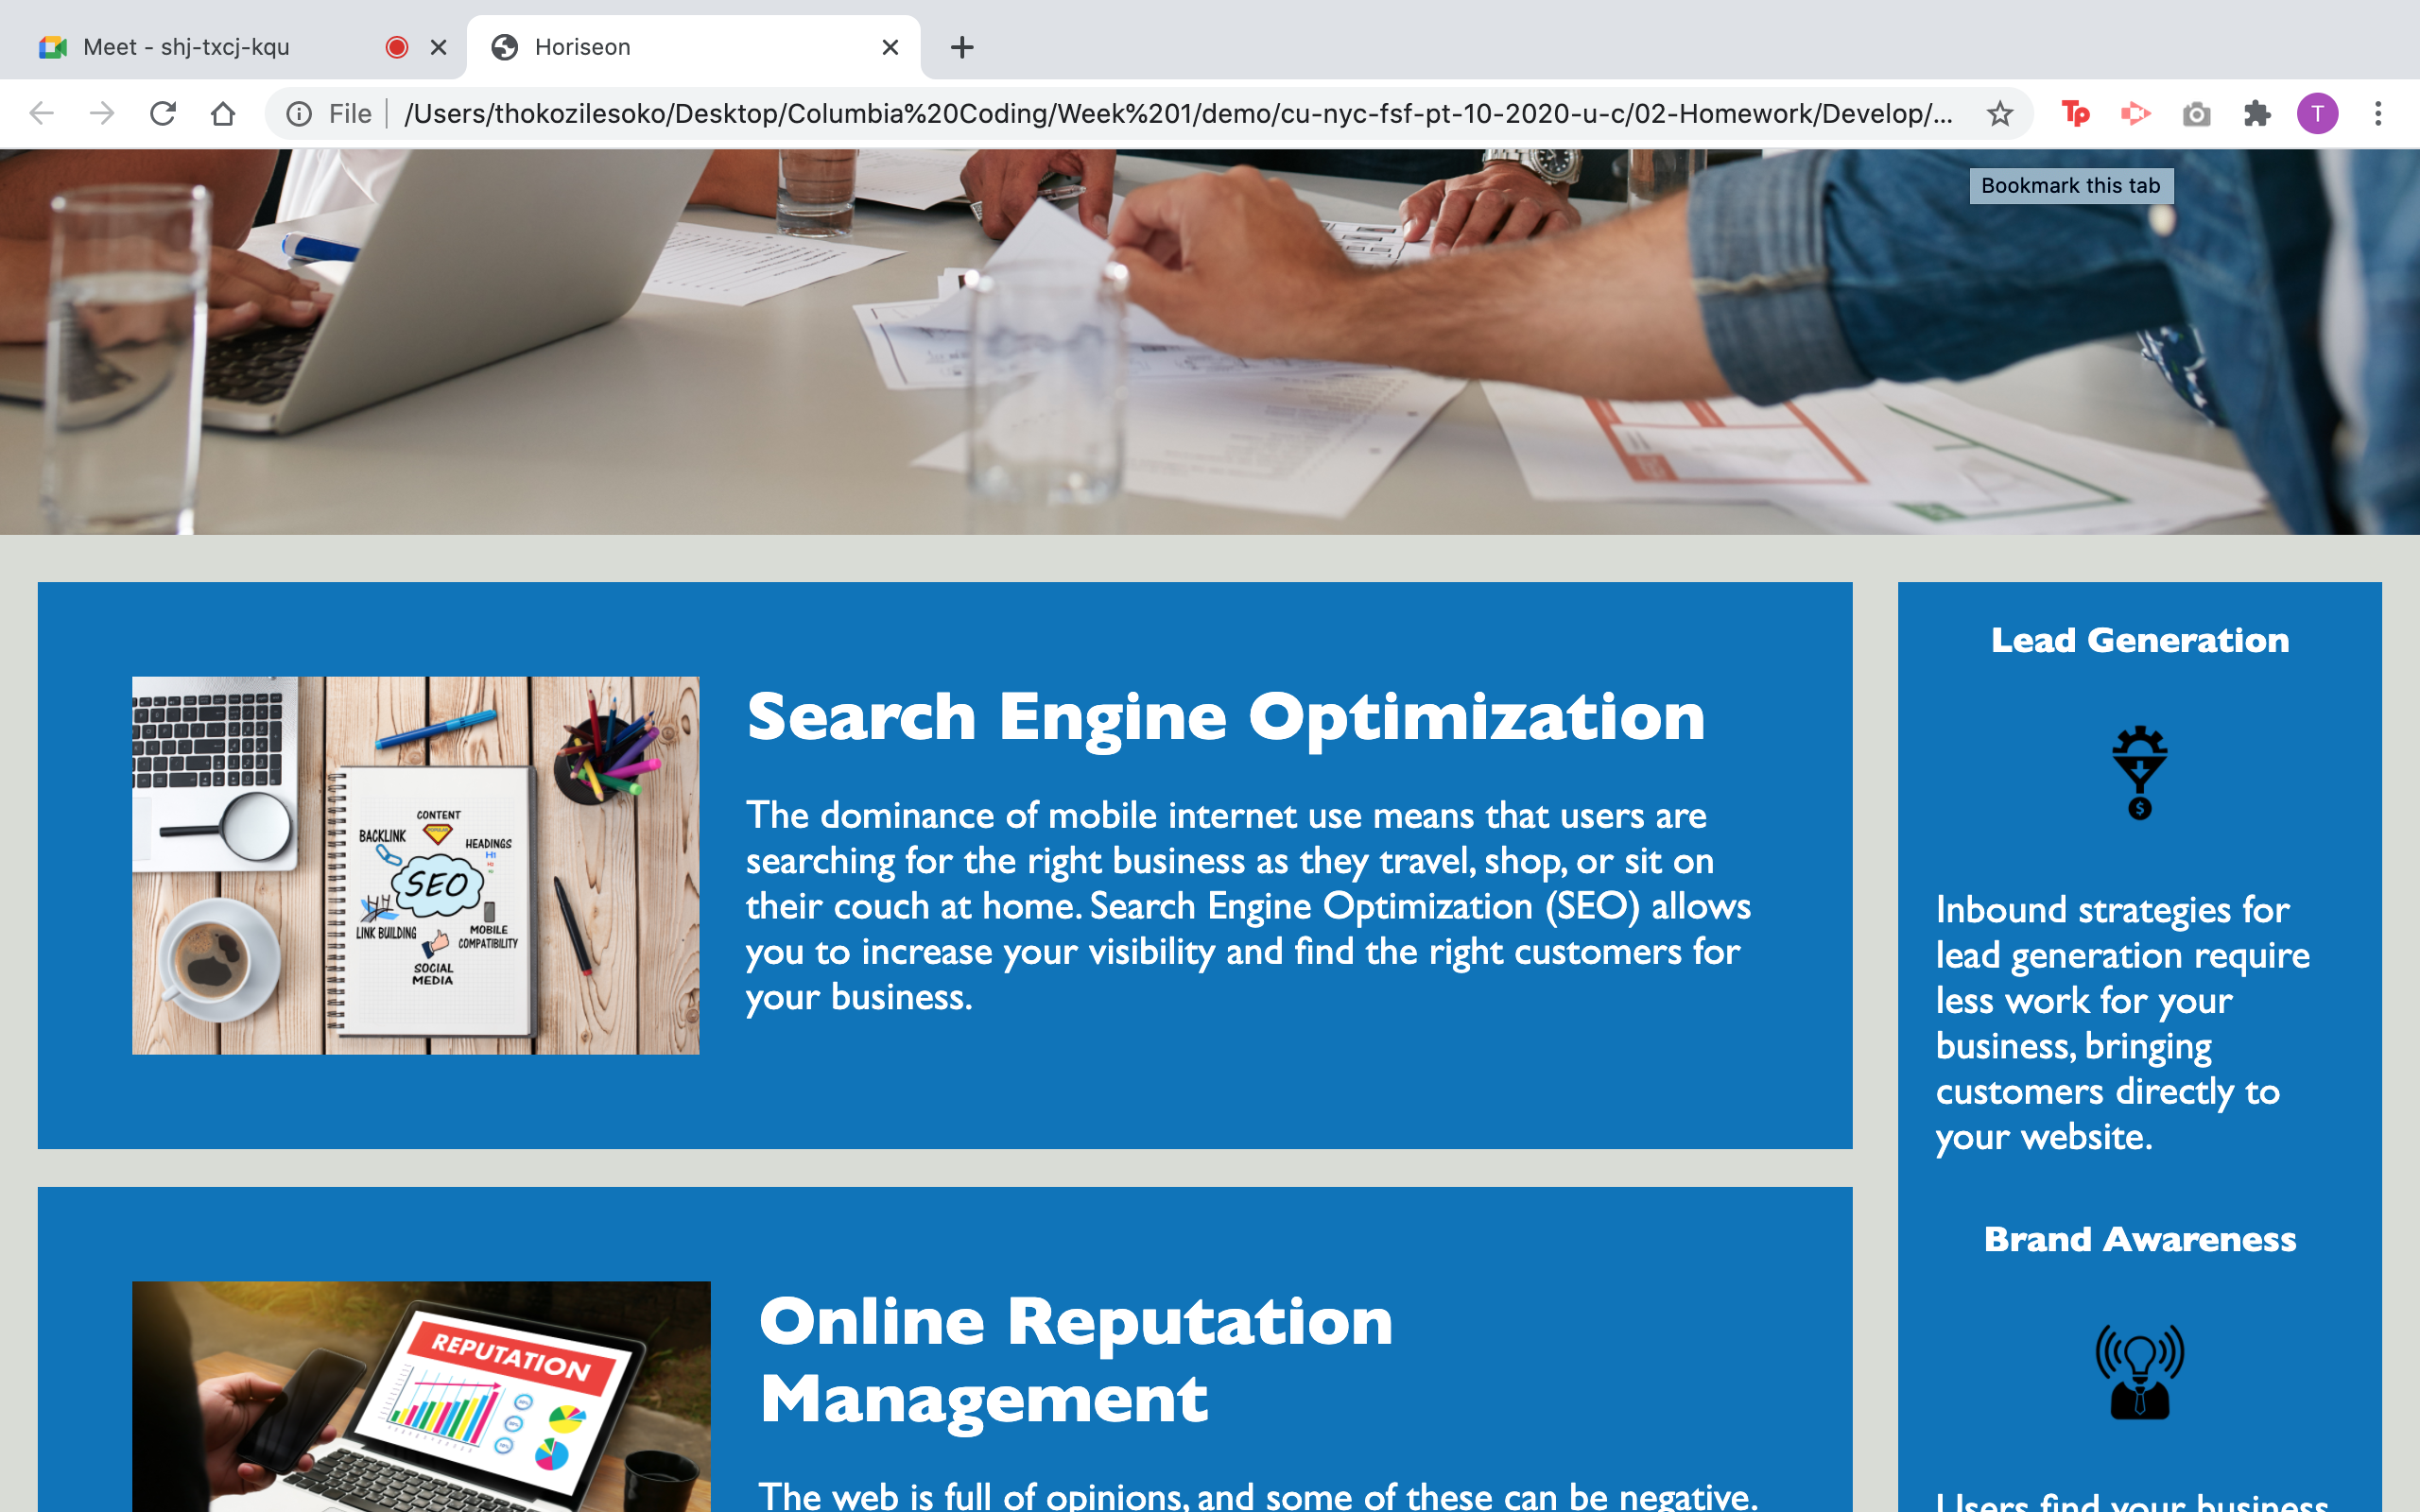 Meet - shj-txcj-kqu
Horiseon
File
/Users/thokozilesoko/Desktop/Columbia%20Coding/Week%201/demo/cu-nyc-fsf-pt-10-2020-u-c/02-Homework/Develop/...
Tp
T
Bookmark this tab
Search Engine Optimization
The dominance of mobile internet use means that users are
searching for the right business as they travel, shop, or sit on
their couch at home. Search Engine Optimization (SEO) allows
you to increase your visibility and find the right customers for
your business.
CONTENT
BACKLINK
HEADINGS
H1
SEO
LINK BUILDING
MOBILE
COMPATIBILITY
SOCIAL
MEDIA
Online Reputation
Management
The web is full of opinions, and some of these can be negative.
REPUTATION
Lead Generation
$
Inbound strategies for
lead generation require
less work for your
business, bringing
customers directly to
your website.
Brand Awareness
Users find your business